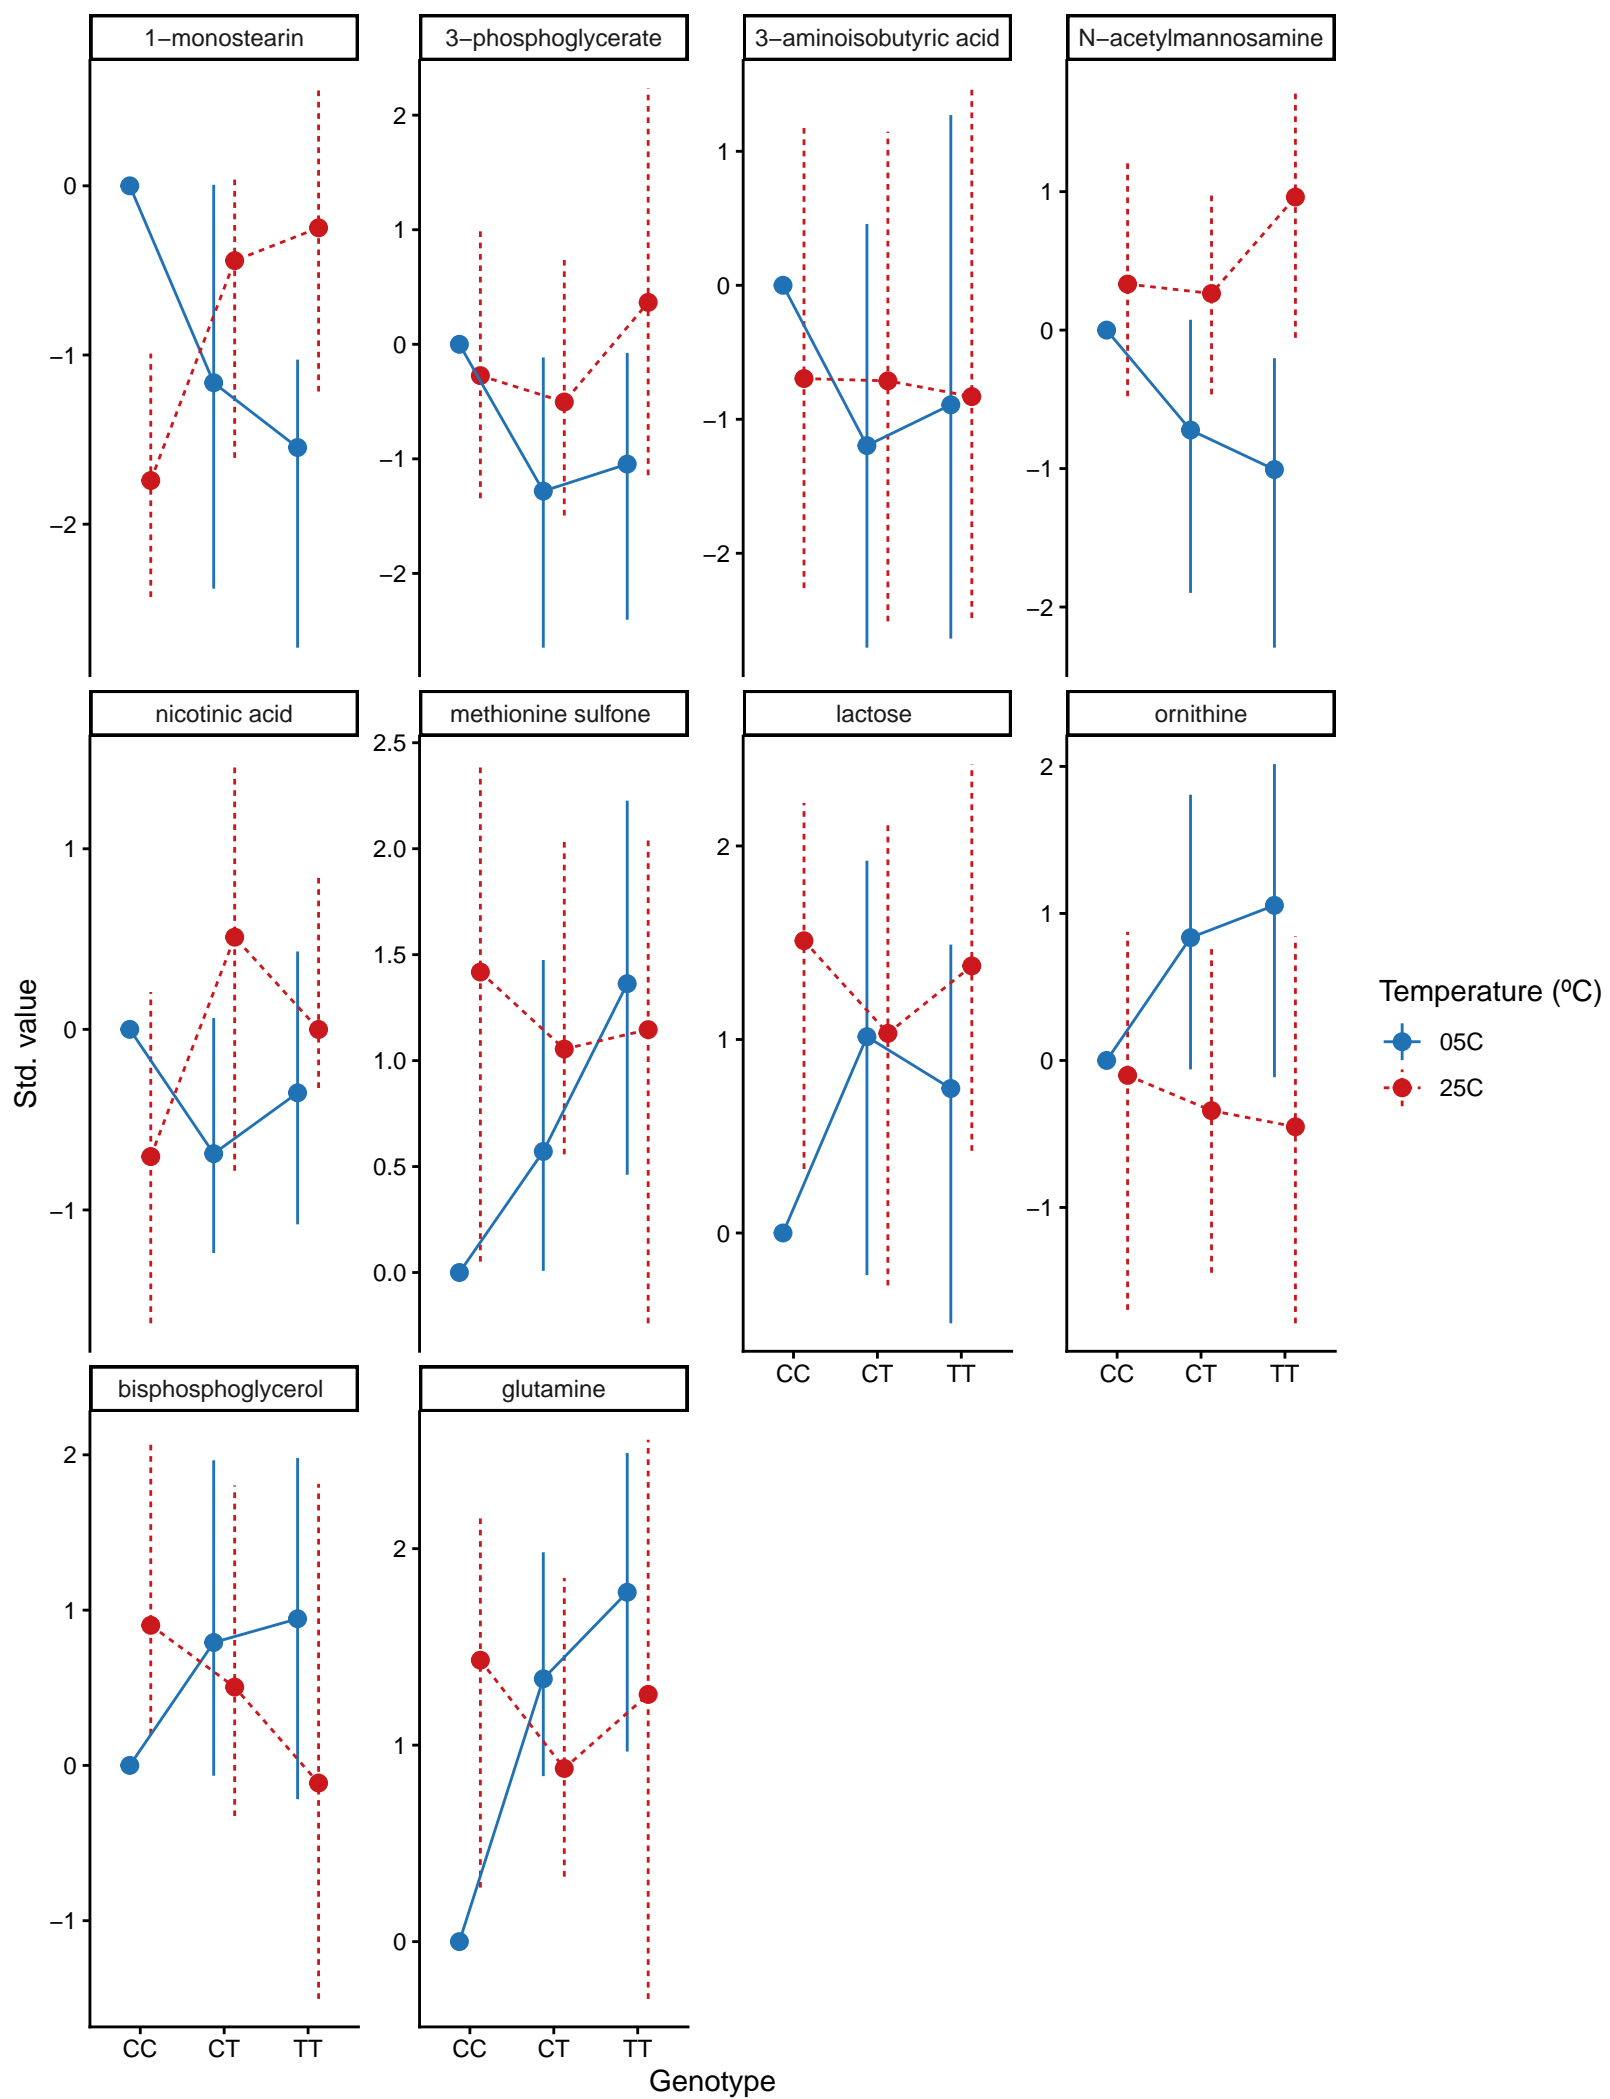 1−monostearin
3−phosphoglycerate
3−aminoisobutyric acid
N−acetylmannosamine
0
−1
−2
2
1
0
−1
−2
1
0
−1
−2
1
0
−1
−2
nicotinic acid
methionine sulfone
lactose
ornithine
1
0
−1
2.5
2.0
1.5
1.0
0.5
0.0
2
1
0
2
1
0
−1
CC CT TT
CC CT TT
bisphosphoglycerol
glutamine
2
1
0
−1
2
1
0
CC CT TT
CC CT TT
Std. value
Genotype
Temperature (ºC)
05C
25C